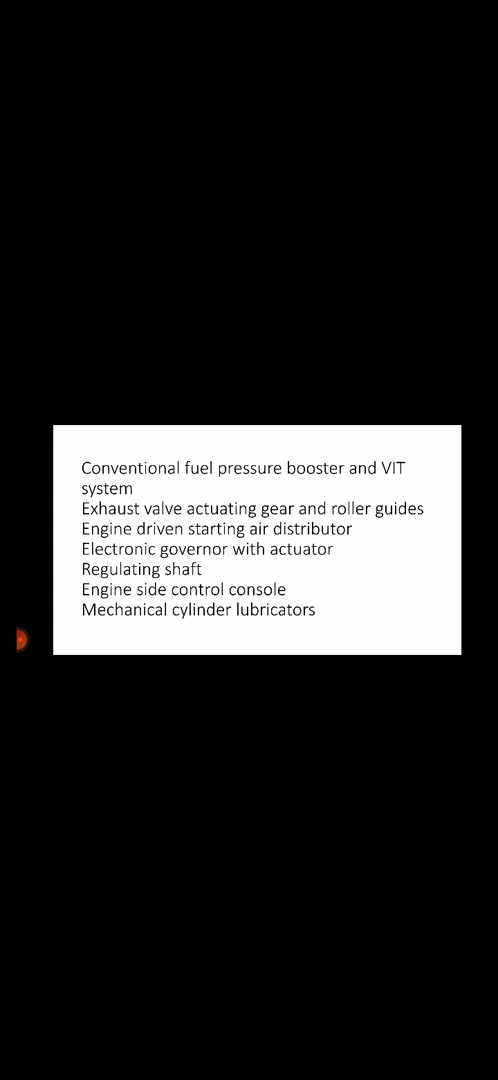 Conventional fuel pressure booster and VIT
system
Exhaust valve actuating gear and roller guides
Engine driven starting air distributor
Electronic governor with actuator
Regulating shaft
Engine side control console
Mechanical cylinder lubricators